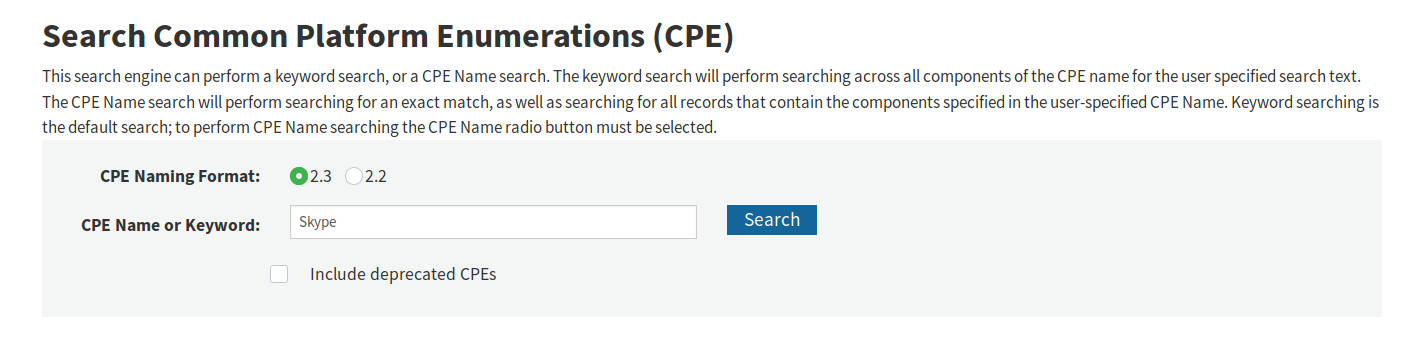 Search Common Platform Enumerations (CPE)
This search engine can perform a keyword search, or a CPE Name search. The keyword search will perform searching across all components of the CPE name for the user specified search text.
The CPE Name search will perform searching for an exact match, as well as searching for all records that contain the components specified in the user-specified CPE Name. Keyword searching is
the default search; to perform CPE Name searching the CPE Name radio button must be selected.
CPE Naming Format: 2.3 2.2
CPE Name or Keyword: Skype Search
Include deprecated CPEs